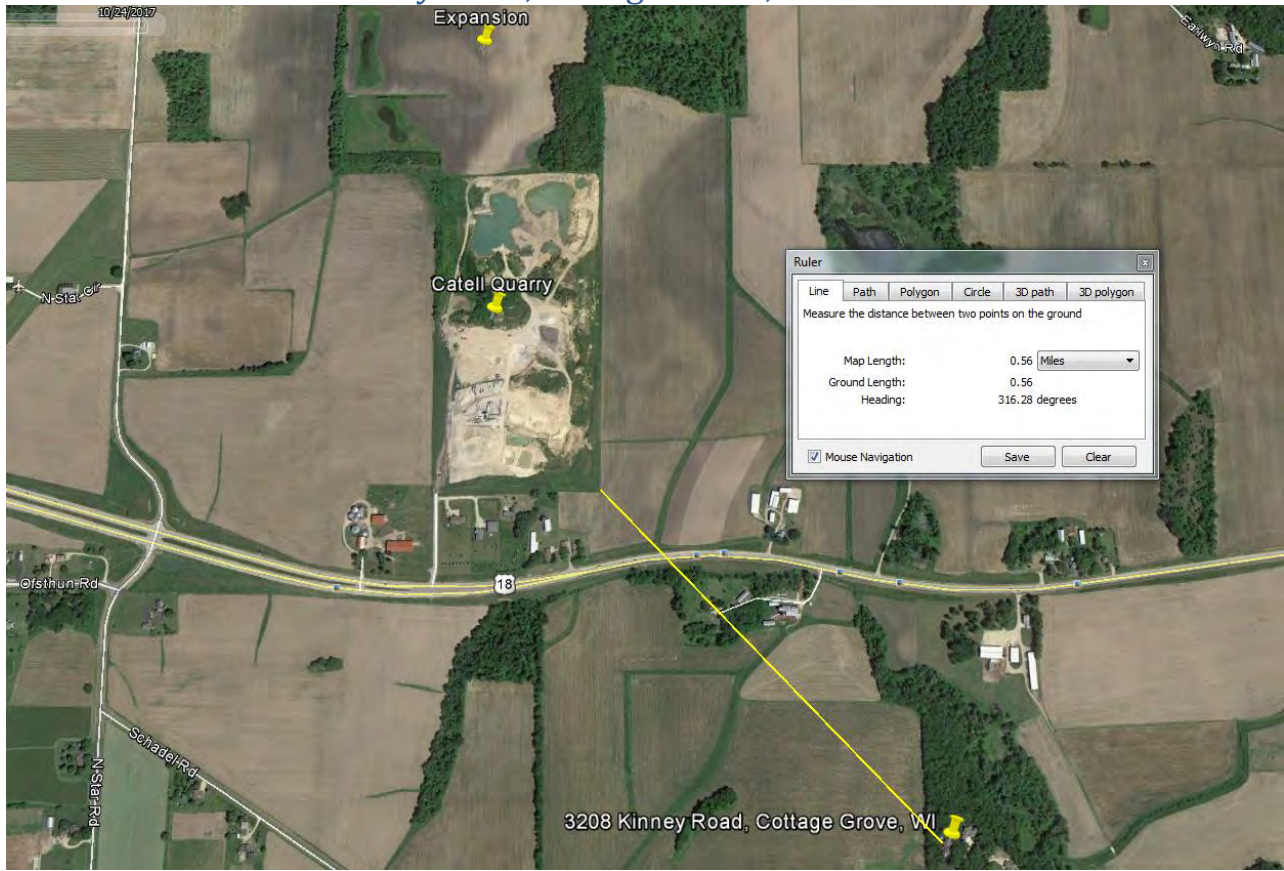 10/24/2017
Expansion
Earlwyn Rd
N Star Cir
Catell Quarry
Ruler
Line Path Polygon Circle 3D path 3D polygon
Measure the distance between two points on the ground
Map Length: 0.56 Miles
Ground Length: 0.56
Heading: 316.28 degrees
Mouse Navigation Save Clear
18
Ofsthun Rd
Schadel Rd
N Star Rd
3208 Kinney Road, Cottage Grove, WI